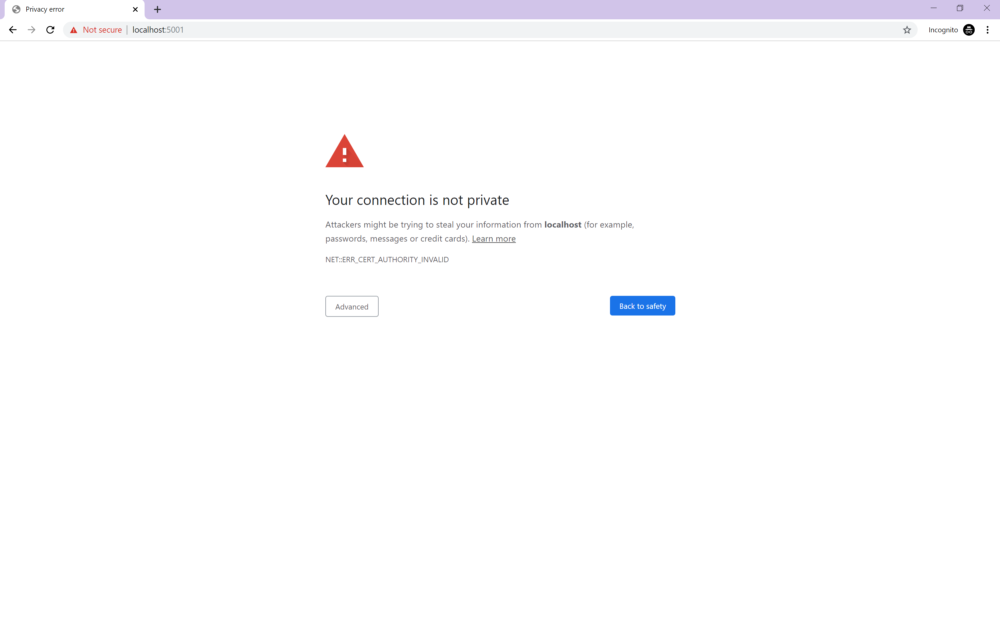 Privacy error
Not secure | localhost:5001
Incognito
Your connection is not private
Attackers might be trying to steal your information from localhost (for example,
passwords, messages or credit cards). Learn more
NET::ERR_CERT_AUTHORITY_INVALID
Advanced
Back to safety